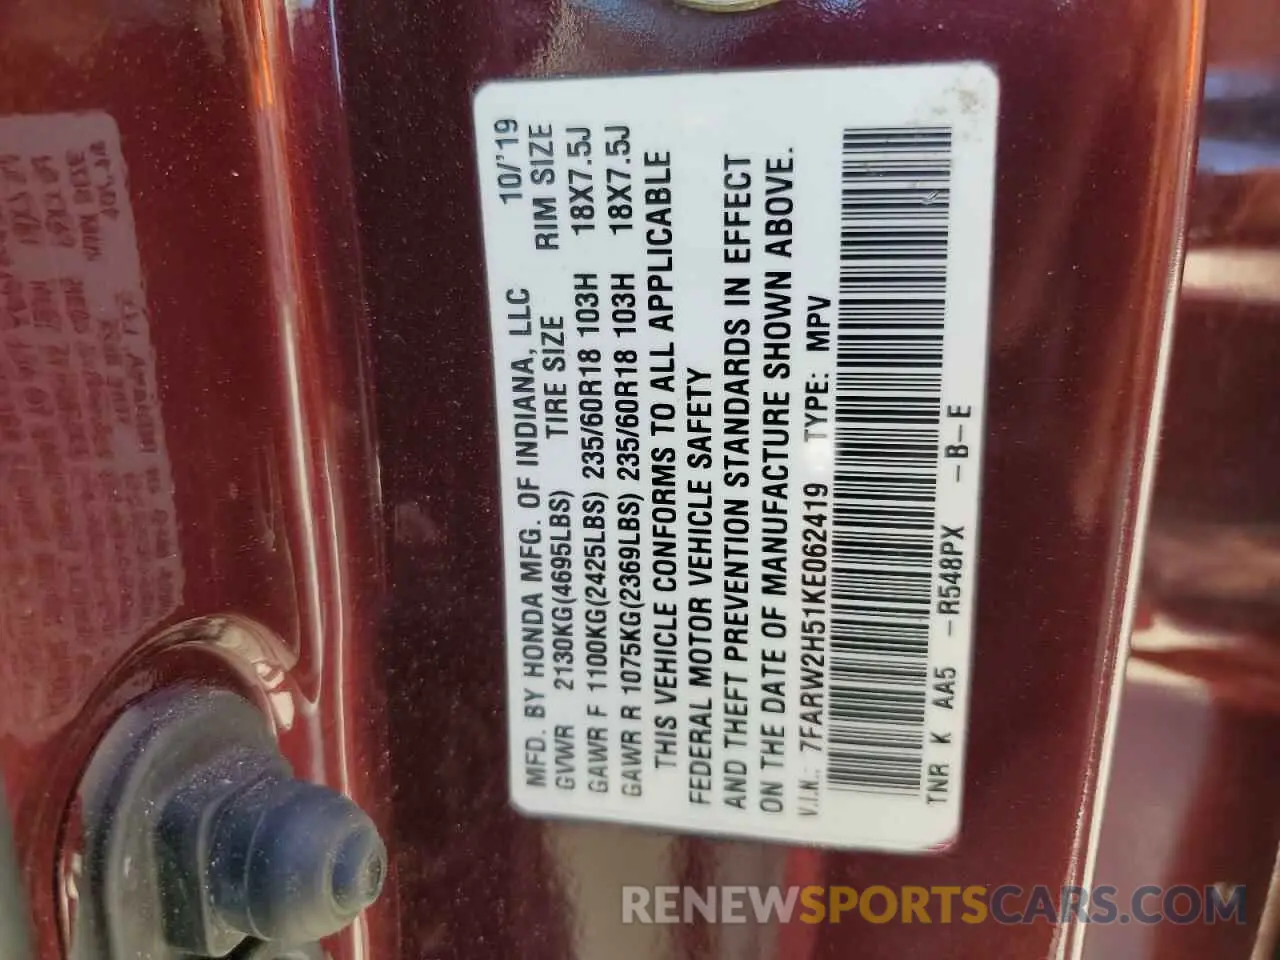 MFD. BY HONDA MFG. OF INDIANA, LLC 10/'19
GVWR 2130KG(4695LBS) TIRE SIZE RIM SIZE
GAWR F 1100KG(2425LBS) 235/60R18 103H 18X7.5J
GAWR R 1075KG(2369LBS) 235/60R18 103H 18X7.5J
THIS VEHICLE CONFORMS TO ALL APPLICABLE
FEDERAL MOTOR VEHICLE SAFETY
AND THEFT PREVENTION STANDARDS IN EFFECT
ON THE DATE OF MANUFACTURE SHOWN ABOVE.
V.I.N.: 7FARW2H51KE062419 TYPE: MPV
TNR K AA5 -R548PX -B-E
RENEWSPORTSCARS.COM